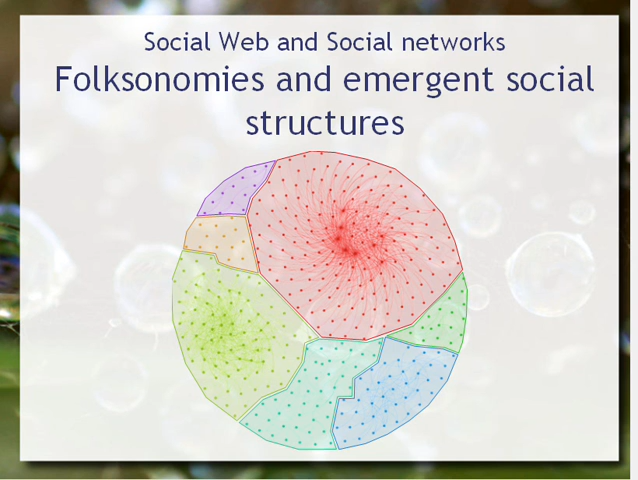 Social Web and Social networks
Folksonomies and emergent social
structures